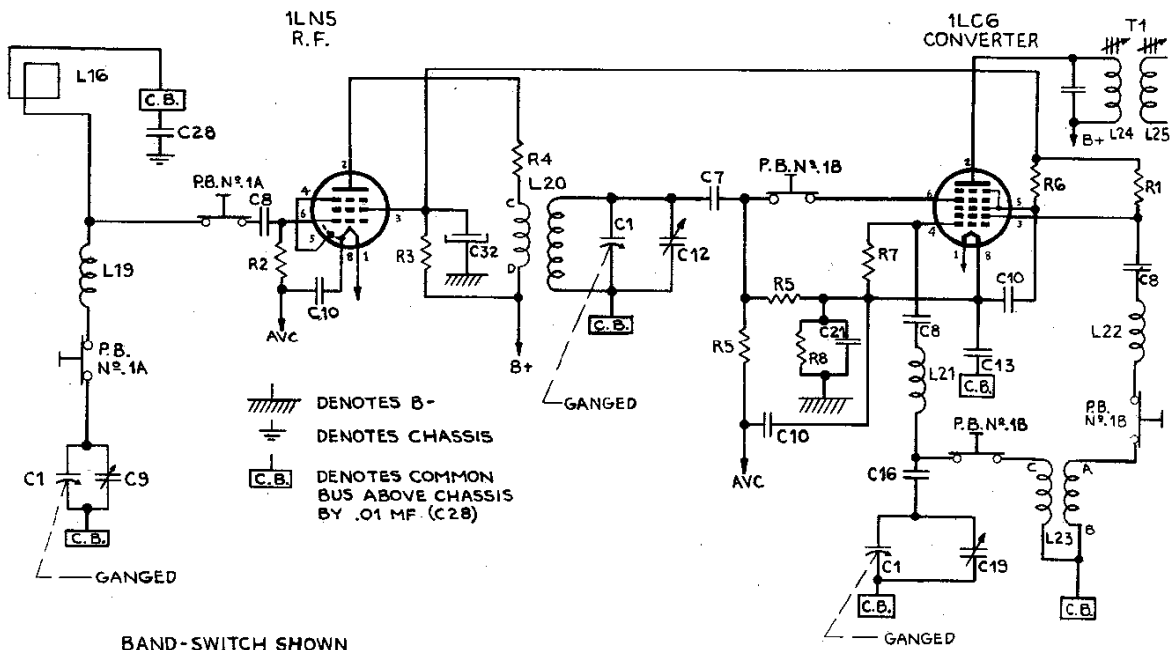 1LN5
R.F.
1LC6
CONVERTER
T1
L16
C.B.
C28
P.B. Nº. 1A
C8
4
6
5
2
3
8
1
R2
C10
AVC
R3
C32
R4
L20
C
D
B+
C1
C12
C.B.
GANGED
C7
P.B. Nº. 1B
R5
R5
R8
C21
C10
AVC
R7
2
6
4
5
3
1
8
C10
R6
R1
B+
L24
L25
C8
L21
C13
C.B.
C8
L22
P.B.
Nº. 1B
P.B. Nº. 1B
C16
C
A
B
L23
C.B.
C1
C19
C.B.
GANGED
L19
P.B.
Nº. 1A
C1
C9
C.B.
GANGED
DENOTES B-
DENOTES CHASSIS
C.B.
DENOTES COMMON
BUS ABOVE CHASSIS
BY .01 MF. (C28)
BAND-SWITCH SHOWN